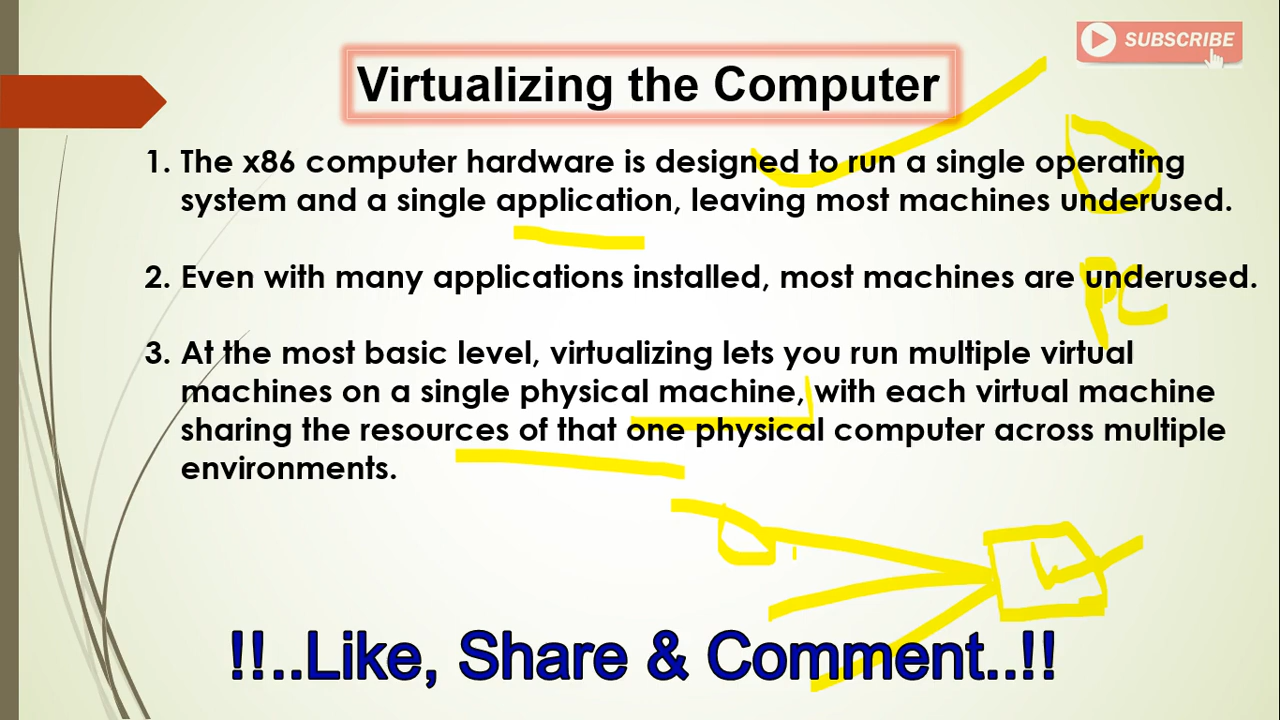 SUBSCRIBE
Virtualizing the Computer
1. The x86 computer hardware is designed to run a single operating
system and a single application, leaving most machines underused.
2. Even with many applications installed, most machines are underused.
PC
3. At the most basic level, virtualizing lets you run multiple virtual
machines on a single physical machine, with each virtual machine
sharing the resources of that one physical computer across multiple
environments.
!!..Like, Share & Comment..!!